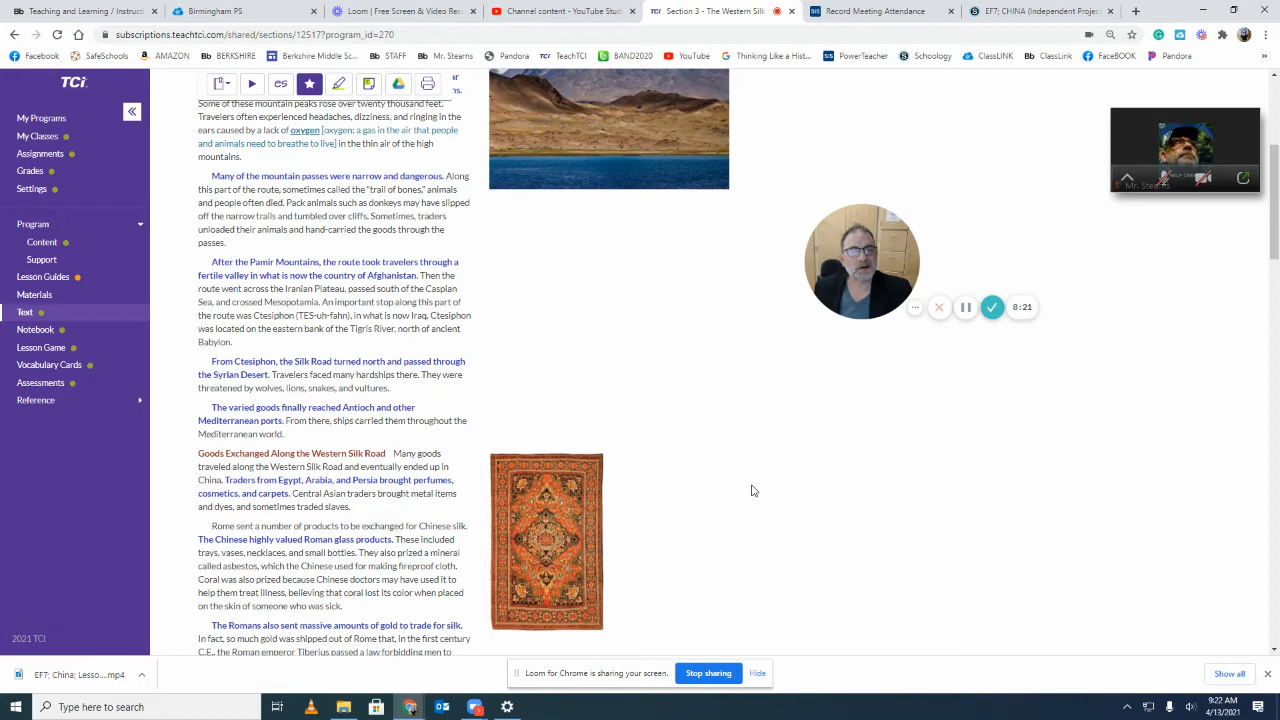 Teaching and Learning / Instructi
Birmingham PS
Loom | Free Screen & Video Rec
Channel content - YouTube Studi
Section 3 - The Western Silk
Record Meeting Attendance
EF7; CHINA (Independent Proje
subscriptions.teachtci.com/shared/sections/12517?program_id=270
Facebook
SafeSchools
AMAZON
BERKSHIRE
Berkshire Middle Sc...
STAFF
Mr. Stearns
Pandora
TeachTCI
BAND2020
YouTube
Thinking Like a Hist...
PowerTeacher
Schoology
ClassLINK
ClassLink
FaceBOOK
Pandora
TCi
My Programs
My Classes
Assignments
Grades
Settings
Program
Content
Support
Lesson Guides
Materials
Text
Notebook
Lesson Game
Vocabulary Cards
Assessments
Reference
2021 TCI
ar
ns.
Some of these mountain peaks rose over twenty thousand feet.
Travelers often experienced headaches, dizziness, and ringing in the
ears caused by a lack of oxygen [oxygen: a gas in the air that people
and animals need to breathe to live] in the thin air of the high
mountains.
Many of the mountain passes were narrow and dangerous. Along
this part of the route, sometimes called the "trail of bones," animals
and people often died. Pack animals such as donkeys may have slipped
off the narrow trails and tumbled over cliffs. Sometimes, traders
unloaded their animals and hand-carried the goods through the
passes.
After the Pamir Mountains, the route took travelers through a
fertile valley in what is now the country of Afghanistan. Then the
route went across the Iranian Plateau, passed south of the Caspian
Sea, and crossed Mesopotamia. An important stop along this part of
the route was Ctesiphon (TES-uh-fahn), in what is now Iraq. Ctesiphon
was located on the eastern bank of the Tigris River, north of ancient
Babylon.
From Ctesiphon, the Silk Road turned north and passed through
the Syrian Desert. Travelers faced many hardships there. They were
threatened by wolves, lions, snakes, and vultures.
The varied goods finally reached Antioch and other
Mediterranean ports. From there, ships carried them throughout the
Mediterranean world.
Goods Exchanged Along the Western Silk Road Many goods
traveled along the Western Silk Road and eventually ended up in
China. Traders from Egypt, Arabia, and Persia brought perfumes,
cosmetics, and carpets. Central Asian traders brought metal items
and dyes, and sometimes traded slaves.
Rome sent a number of products to be exchanged for Chinese silk.
The Chinese highly valued Roman glass products. These included
trays, vases, necklaces, and small bottles. They also prized a mineral
called asbestos, which the Chinese used for making fireproof cloth.
Coral was also prized because Chinese doctors may have used it to
help them treat illness, believing that coral lost its color when placed
on the skin of someone who was sick.
The Romans also sent massive amounts of gold to trade for silk.
In fact, so much gold was shipped out of Rome that, in the first century
C.E., the Roman emperor Tiberius passed a law forbidding men to
Mr. Stearns
8:21
EF7; China; Lesso....mp4
Loom for Chrome is sharing your screen.
Stop sharing
Hide
Show all
Type here to search
9:22 AM
4/13/2021